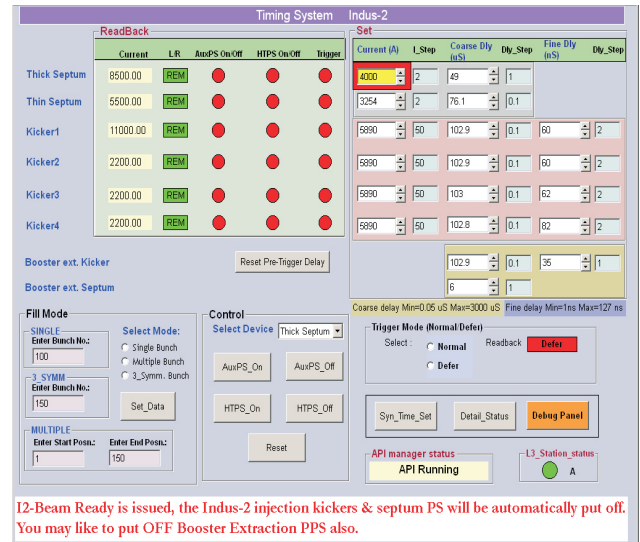 Timing System Indus-2
ReadBack
Current L/R AuxPS On/Off HTPS On/Off Trigger
Thick Septum 8500.00 REM
Thin Septum 5500.00 REM
Kicker1 11000.00 REM
Kicker2 2200.00 REM
Kicker3 2200.00 REM
Kicker4 2200.00 REM
Booster ext. Kicker
Booster ext. Septum
Reset Pre-Trigger Delay
Set
Current (A) I_Step Coarse Dly (uS) Dly_Step Fine Dly (nS) Dly_Step
4000 2 49 1
3254 2 76.1 0.1
5890 50 102.9 0.1 60 2
5890 50 102.9 0.1 60 2
5890 50 103 0.1 62 2
5890 50 102.8 0.1 82 2
102.9 0.1 35 1
6 1
Coarse delay Min=0.05 uS Max=3000 uS Fine delay Min=1ns Max=127 ns
Fill Mode
SINGLE
Enter Bunch No.:
100
3_SYMM
Enter Bunch No.:
150
MULTIPLE
Enter Start Posn.: Enter End Posn.:
1 150
Select Mode:
Single Bunch
Multiple Bunch
3_Symm. Bunch
Set_Data
Control
Select Device Thick Septum
AuxPS_On AuxPS_Off
HTPS_On HTPS_Off
Reset
Trigger Mode (Normal/Defer)
Select : Normal Readback Defer
Defer
Syn_Time_Set Detail_Status Debug Panel
API manager status
API Running
L3_Station_status
A
I2-Beam Ready is issued, the Indus-2 injection kickers & septum PS will be automatically put off.
You may like to put OFF Booster Extraction PPS also.